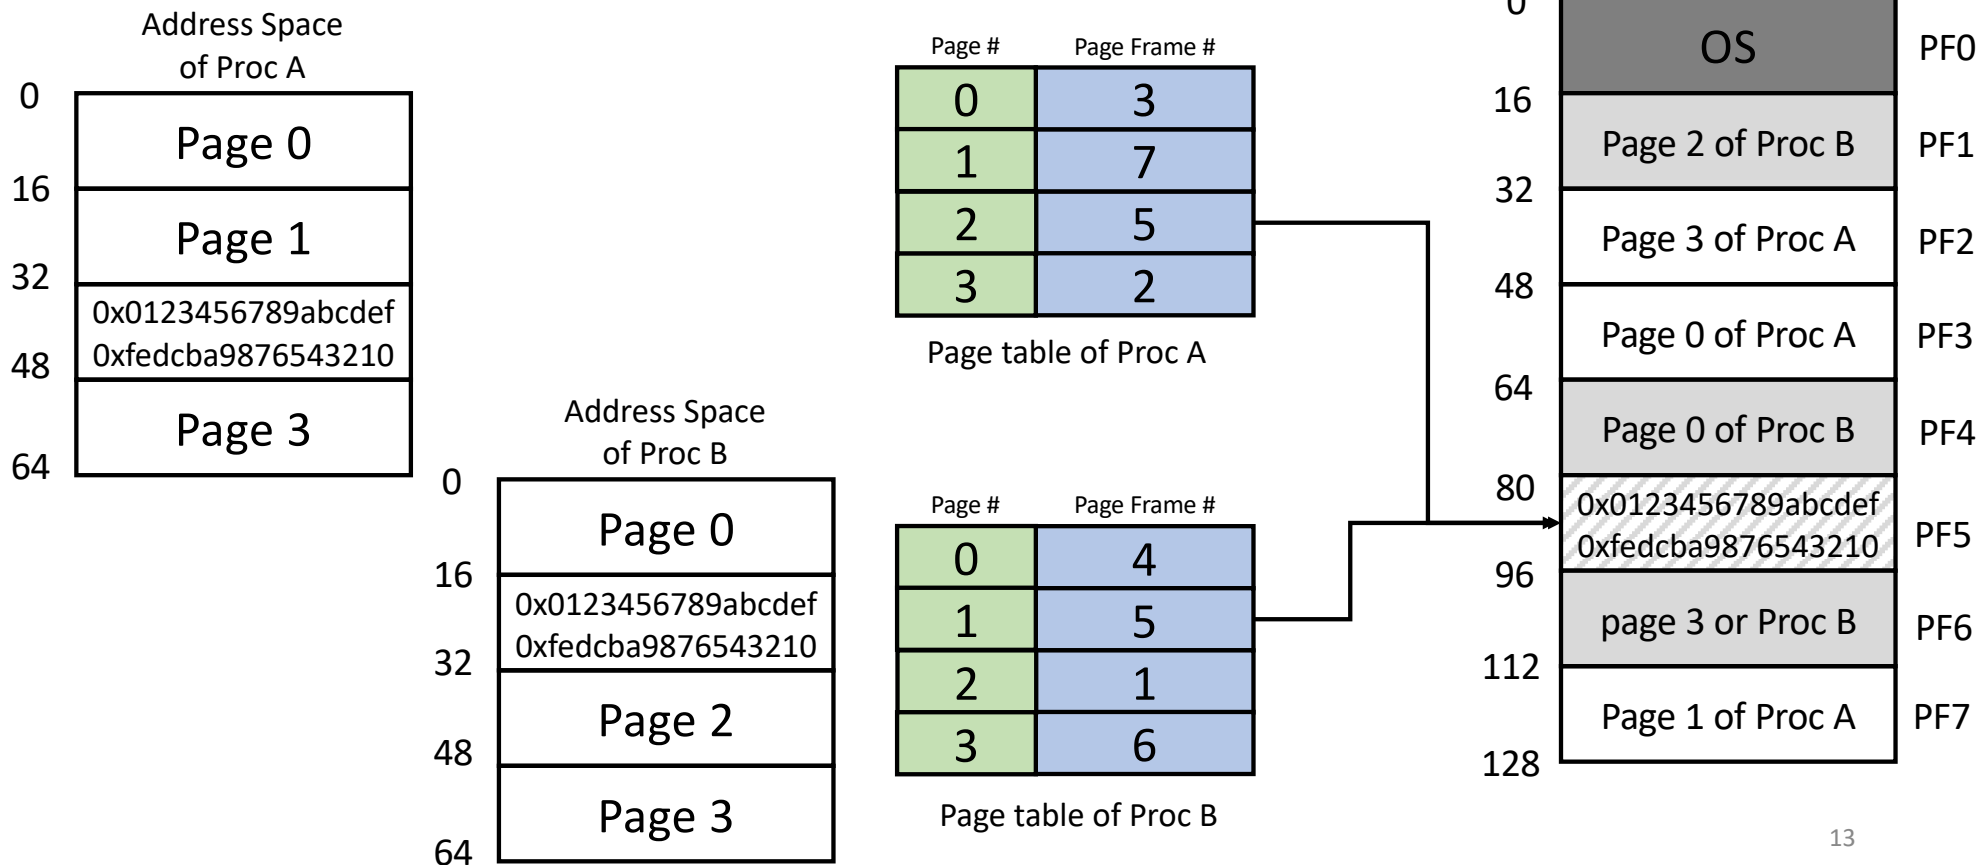 Address Space
of Proc A
0
Page 0
16
Page 1
32
0x0123456789abcdef
0xfedcba9876543210
48
Page 3
64
Address Space
of Proc B
0
Page 0
16
0x0123456789abcdef
0xfedcba9876543210
32
Page 2
48
Page 3
64
Page # Page Frame #
0 3
1 7
2 5
3 2
Page table of Proc A
Page # Page Frame #
0 4
1 5
2 1
3 6
Page table of Proc B
0
OS PF0
16
Page 2 of Proc B PF1
32
Page 3 of Proc A PF2
48
Page 0 of Proc A PF3
64
Page 0 of Proc B PF4
80
0x0123456789abcdef
0xfedcba9876543210 PF5
96
page 3 or Proc B PF6
112
Page 1 of Proc A PF7
128
13